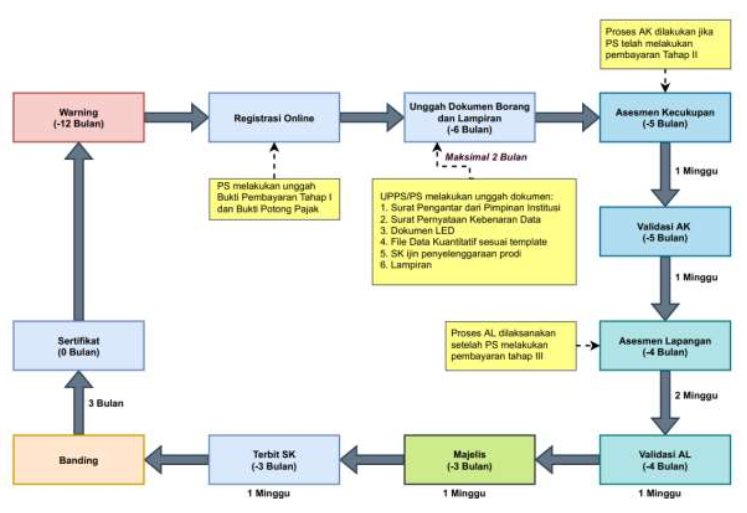 Proses AK dilakukan jika
PS telah melakukan
pembayaran Tahap II
Warning
(-12 Bulan)
Registrasi Online
Unggah Dokumen Borang
dan Lampiran
(-6 Bulan)
Asesmen Kecukupan
(-5 Bulan)
Maksimal 2 Bulan
1 Minggu
PS melakukan unggah
Bukti Pembayaran Tahap I
dan Bukti Potong Pajak
UPPS/PS melakukan unggah dokumen:
1. Surat Pengantar dari Pimpinan Institusi
2. Surat Pernyataan Kebenaran Data
3. Dokumen LED
4. File Data Kuantitatif sesuai template
5. SK ijin penyelenggaraan prodi
6. Lampiran
Validasi AK
(-5 Bulan)
1 Minggu
Sertifikat
(0 Bulan)
Proses AL dilaksanakan
setelah PS melakukan
pembayaran tahap III
Asesmen Lapangan
(-4 Bulan)
3 Bulan
2 Minggu
Banding
Terbit SK
(-3 Bulan)
Majelis
(-3 Bulan)
Validasi AL
(-4 Bulan)
1 Minggu
1 Minggu
1 Minggu